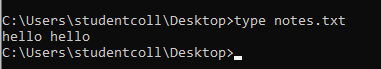 C:\Users\studentcoll\Desktop>type notes.txt
hello hello
C:\Users\studentcoll\Desktop>